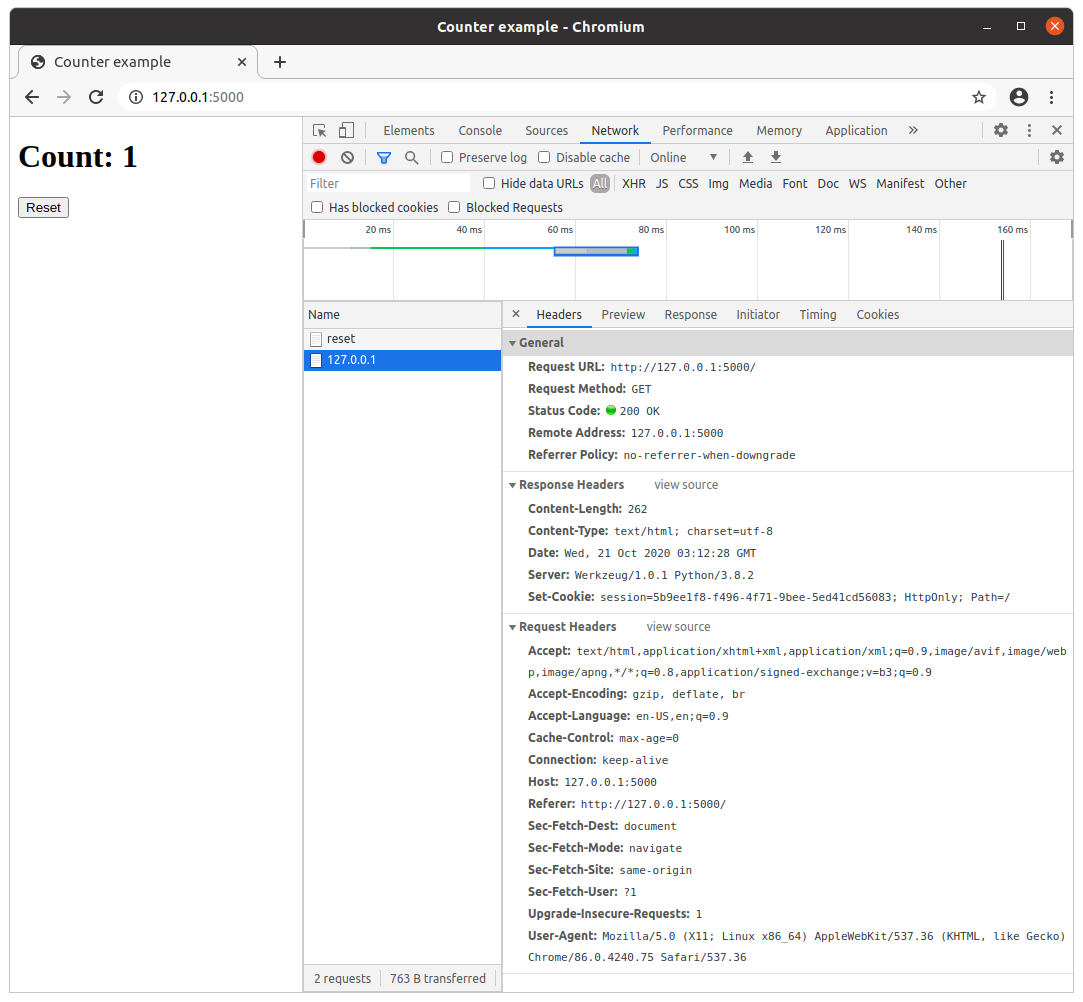 Counter example - Chromium
Counter example
127.0.0.1:5000
Count: 1
Reset
Elements Console Sources Network Performance Memory Application »
Preserve log Disable cache Online
Filter Hide data URLs All XHR JS CSS Img Media Font Doc WS Manifest Other
Has blocked cookies Blocked Requests
20 ms 40 ms 60 ms 80 ms 100 ms 120 ms 140 ms 160 ms
Name
reset
127.0.0.1
2 requests 763 B transferred
× Headers Preview Response Initiator Timing Cookies
General
Request URL: http://127.0.0.1:5000/
Request Method: GET
Status Code: 200 OK
Remote Address: 127.0.0.1:5000
Referrer Policy: no-referrer-when-downgrade
Response Headers view source
Content-Length: 262
Content-Type: text/html; charset=utf-8
Date: Wed, 21 Oct 2020 03:12:28 GMT
Server: Werkzeug/1.0.1 Python/3.8.2
Set-Cookie: session=5b9ee1f8-f496-4f71-9bee-5ed41cd56083; HttpOnly; Path=/
Request Headers view source
Accept: text/html,application/xhtml+xml,application/xml;q=0.9,image/avif,image/web
p,image/apng,*/*;q=0.8,application/signed-exchange;v=b3;q=0.9
Accept-Encoding: gzip, deflate, br
Accept-Language: en-US,en;q=0.9
Cache-Control: max-age=0
Connection: keep-alive
Host: 127.0.0.1:5000
Referer: http://127.0.0.1:5000/
Sec-Fetch-Dest: document
Sec-Fetch-Mode: navigate
Sec-Fetch-Site: same-origin
Sec-Fetch-User: ?1
Upgrade-Insecure-Requests: 1
User-Agent: Mozilla/5.0 (X11; Linux x86_64) AppleWebKit/537.36 (KHTML, like Gecko)
Chrome/86.0.4240.75 Safari/537.36